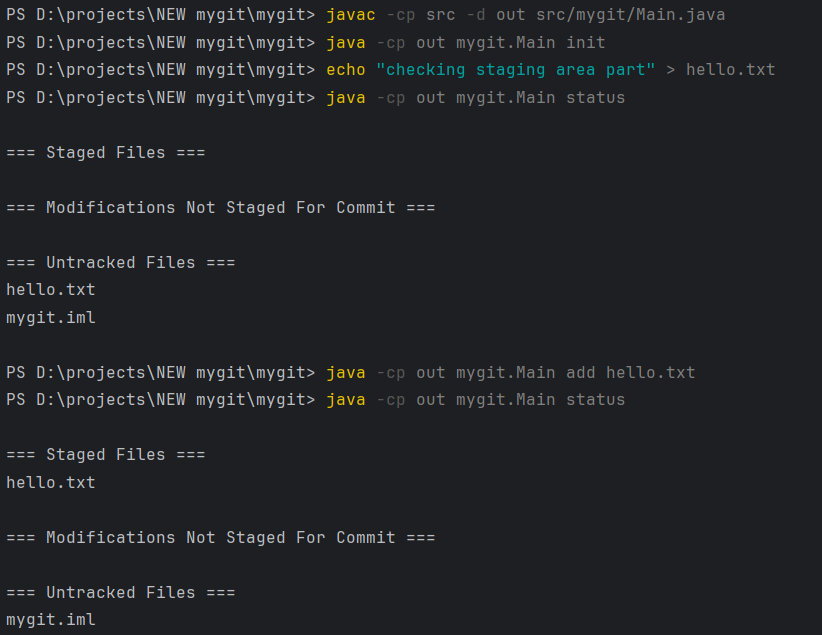 PS D:\projects\NEW mygit\mygit> javac -cp src -d out src/mygit/Main.java
PS D:\projects\NEW mygit\mygit> java -cp out mygit.Main init
PS D:\projects\NEW mygit\mygit> echo "checking staging area part" > hello.txt
PS D:\projects\NEW mygit\mygit> java -cp out mygit.Main status
=== Staged Files ===
=== Modifications Not Staged For Commit ===
=== Untracked Files ===
hello.txt
mygit.iml
PS D:\projects\NEW mygit\mygit> java -cp out mygit.Main add hello.txt
PS D:\projects\NEW mygit\mygit> java -cp out mygit.Main status
=== Staged Files ===
hello.txt
=== Modifications Not Staged For Commit ===
=== Untracked Files ===
mygit.iml